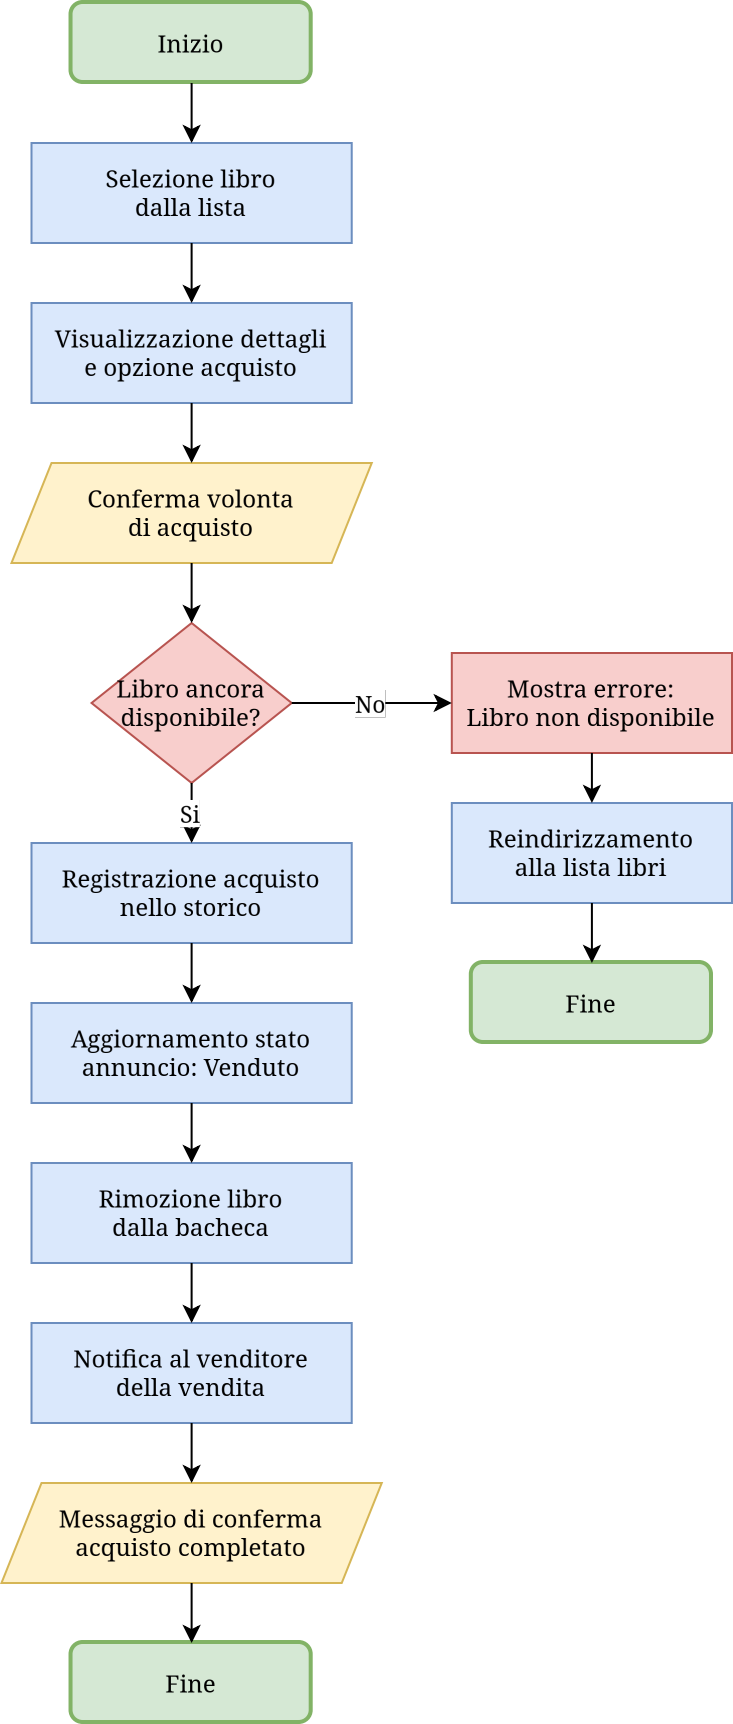 Inizio
Selezione libro
dalla lista
Visualizzazione dettagli
e opzione acquisto
Conferma volonta
di acquisto
Libro ancora
disponibile?
No
Mostra errore:
Libro non disponibile
Si
Reindirizzamento
alla lista libri
Registrazione acquisto
nello storico
Fine
Aggiornamento stato
annuncio: Venduto
Rimozione libro
dalla bacheca
Notifica al venditore
della vendita
Messaggio di conferma
acquisto completato
Fine